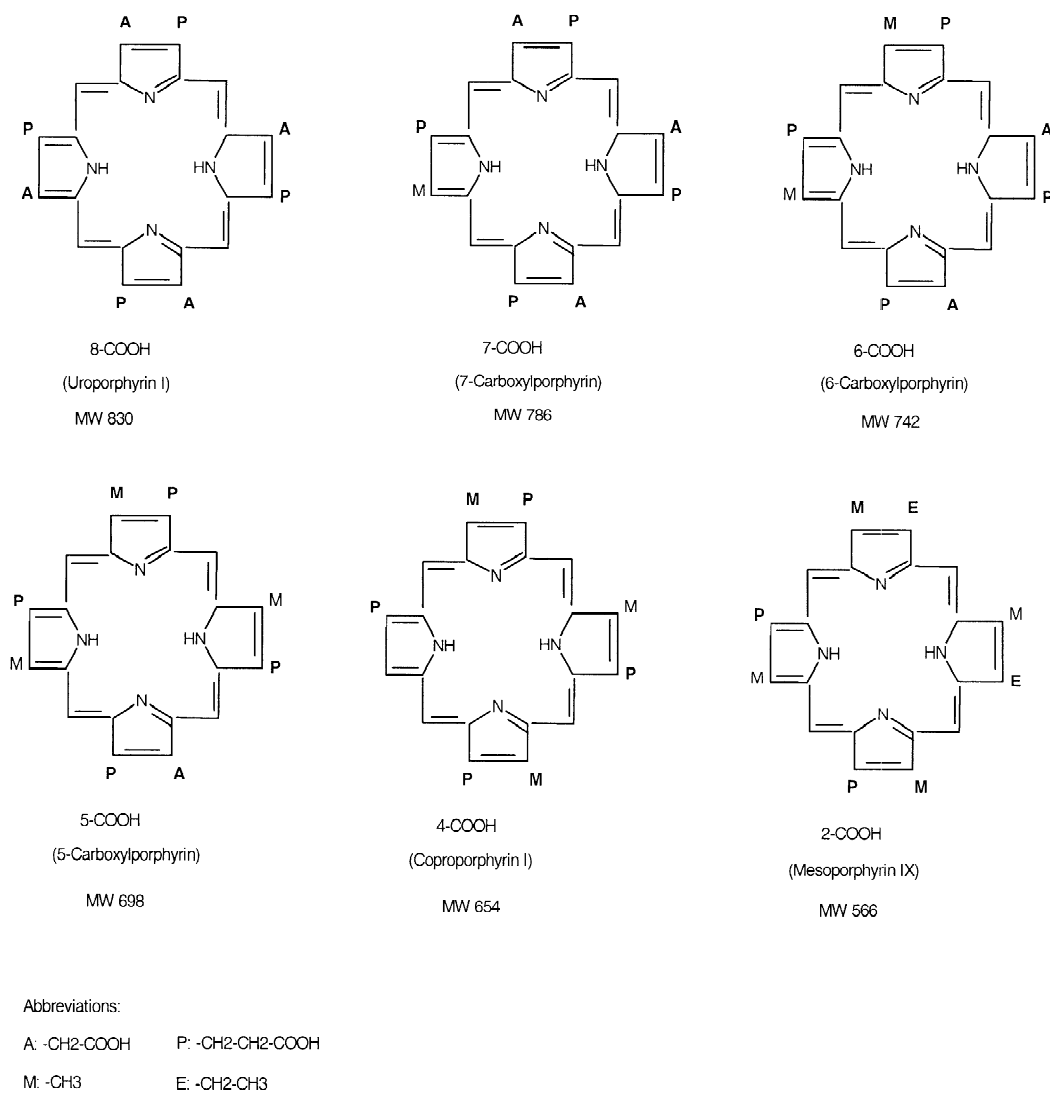 A P
N
P
NH
HN
A
A
P
N
P A
8-COOH
(Uroporphyrin I)
MW 830
A P
N
P
NH
HN
A
M
P
N
P A
7-COOH
(7-Carboxylporphyrin)
MW 786
M P
N
P
NH
HN
A
M
P
N
P A
6-COOH
(6-Carboxylporphyrin)
MW 742
M P
N
P
NH
HN
M
M
P
N
P A
5-COOH
(5-Carboxylporphyrin)
MW 698
M P
N
P
NH
HN
M
P
N
P M
4-COOH
(Coproporphyrin I)
MW 654
M E
N
P
NH
HN
M
M
E
N
P M
2-COOH
(Mesoporphyrin IX)
MW 566
Abbreviations:
A: -CH2-COOH P: -CH2-CH2-COOH
M: -CH3 E: -CH2-CH3